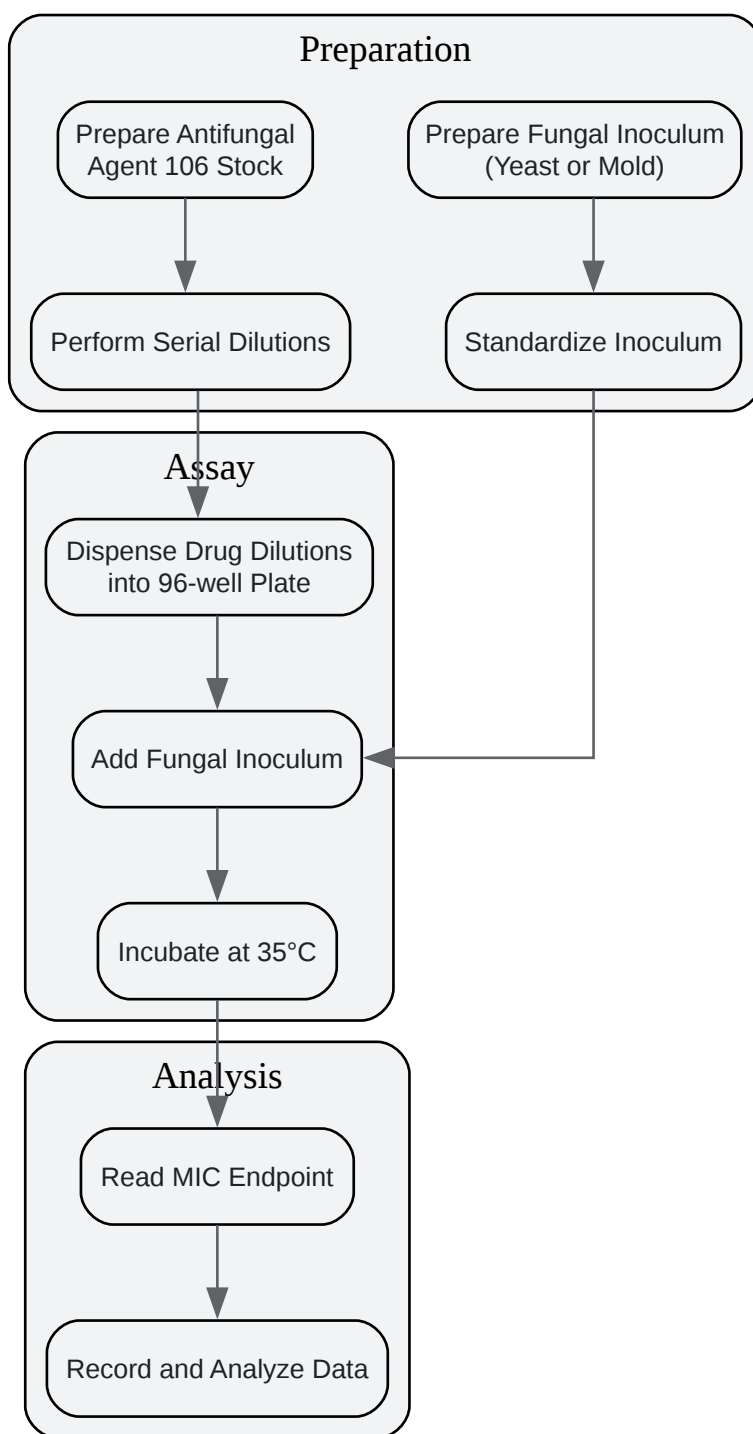 Preparation
Prepare Antifungal
Agent 106 Stock
Prepare Fungal Inoculum
(Yeast or Mold)
Perform Serial Dilutions
Standardize Inoculum
Assay
Dispense Drug Dilutions
into 96-well Plate
Add Fungal Inoculum
Incubate at 35°C
Analysis
Read MIC Endpoint
Record and Analyze Data